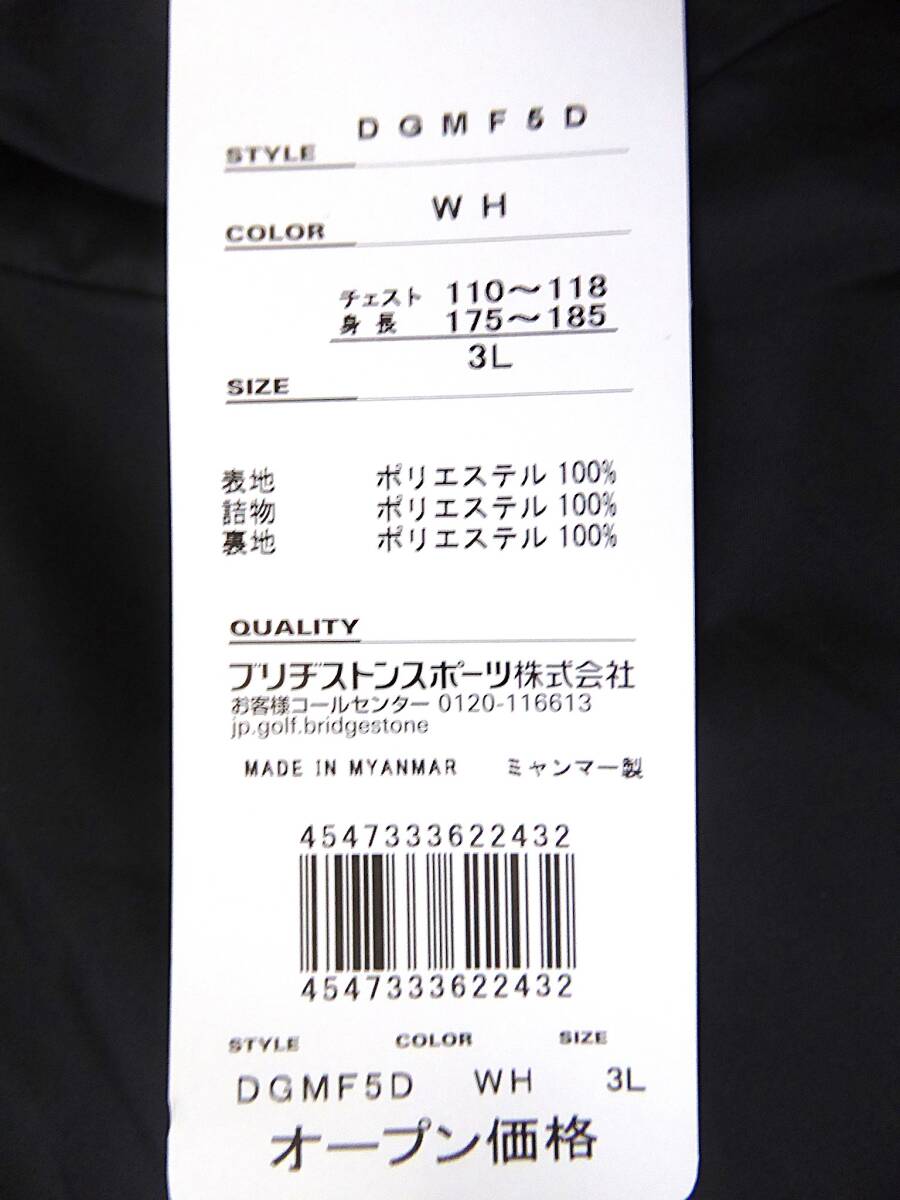 STYLE DGMF5D
COLOR WH
チェスト 110〜118
身長 175〜185
3L
SIZE
表地 ポリエステル 100%
詰物 ポリエステル 100%
裏地 ポリエステル 100%
QUALITY
ブリヂストンスポーツ株式会社
お客様コールセンター 0120-116613
jp.golf.bridgestone
MADE IN MYANMAR ミャンマー製
4547333622432
4547333622432
STYLE COLOR SIZE
DGMF5D WH 3L
オープン価格